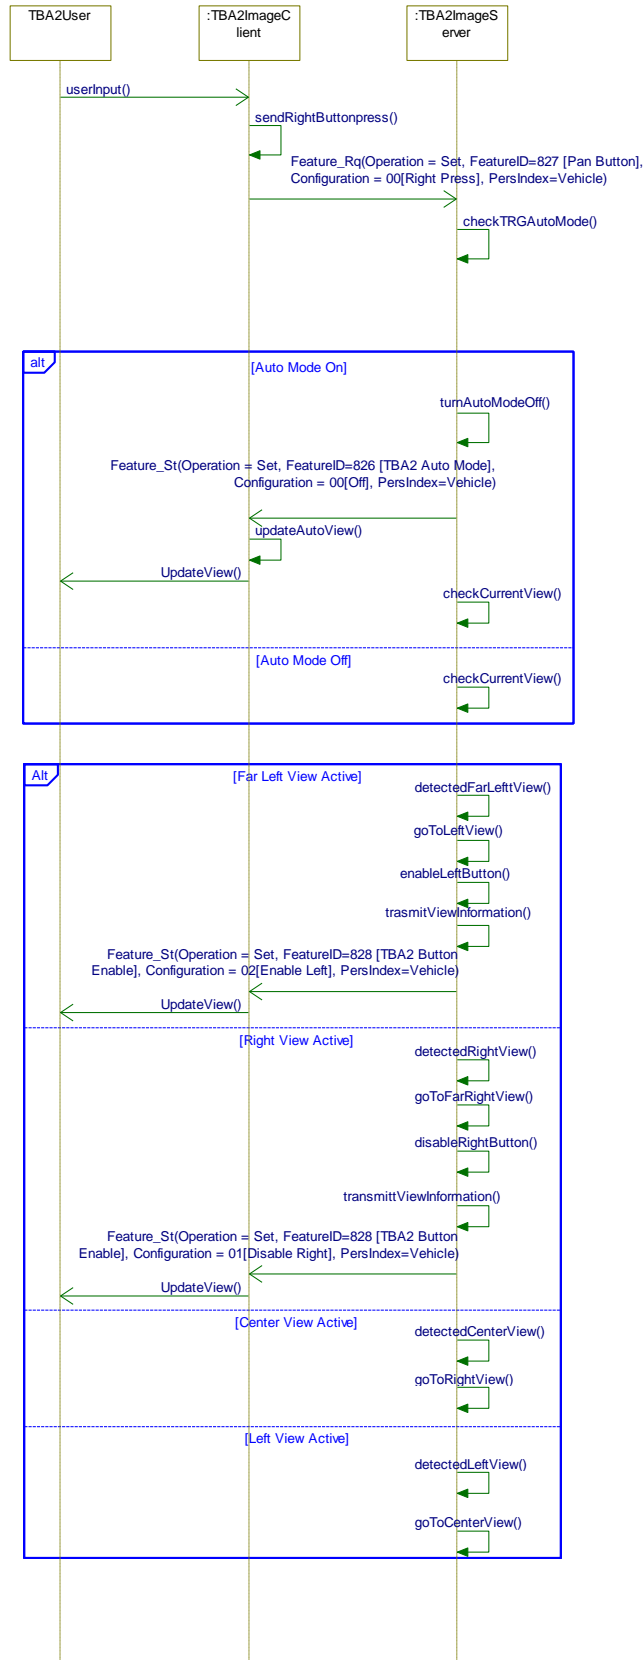 TBA2User
:TBA2ImageC
lient
:TBA2ImageS
erver
userInput()
sendRightButtonpress()
Feature_Rq(Operation = Set, FeatureID=827 [Pan Button],
Configuration = 00[Right Press], PersIndex=Vehicle)
checkTRGAutoMode()
alt
[Auto Mode On]
turnAutoModeOff()
Feature_St(Operation = Set, FeatureID=826 [TBA2 Auto Mode],
Configuration = 00[Off], PersIndex=Vehicle)
updateAutoView()
UpdateView()
checkCurrentView()
[Auto Mode Off]
checkCurrentView()
Alt
[Far Left View Active]
detectedFarLefttView()
goToLeftView()
enableLeftButton()
trasmitViewInformation()
Feature_St(Operation = Set, FeatureID=828 [TBA2 Button
Enable], Configuration = 02[Enable Left], PersIndex=Vehicle)
UpdateView()
[Right View Active]
detectedRightView()
goToFarRightView()
disableRightButton()
transmittViewInformation()
Feature_St(Operation = Set, FeatureID=828 [TBA2 Button
Enable], Configuration = 01[Disable Right], PersIndex=Vehicle)
UpdateView()
[Center View Active]
detectedCenterView()
goToRightView()
[Left View Active]
detectedLeftView()
goToCenterView()